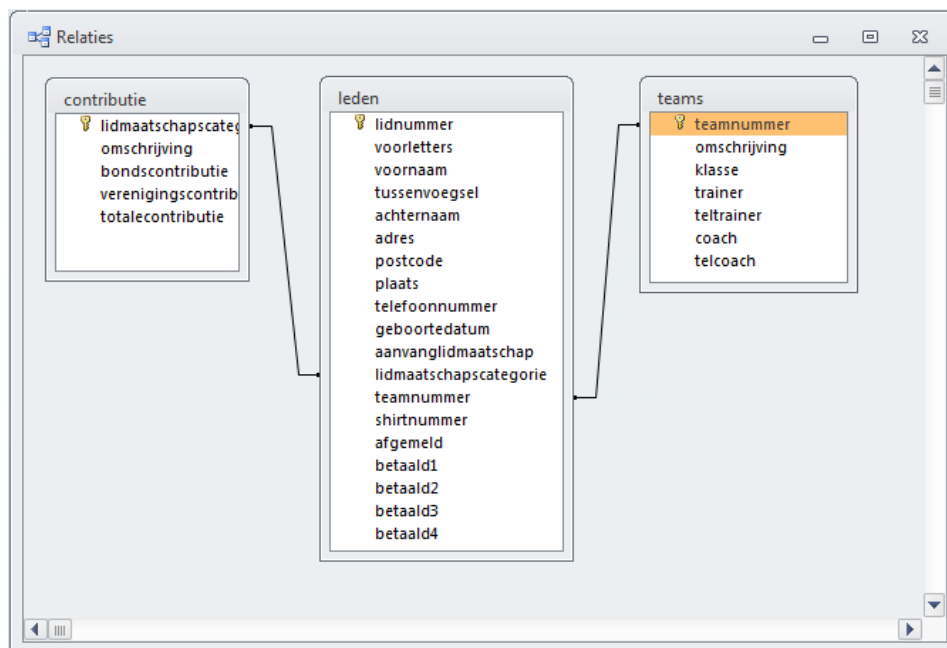 Relaties
contributie
lidmaatschapscateg
omschrijving
bondscontributie
verenigingscontrib
totalecontributie
leden
lidnummer
voorletters
voornaam
tussenvoegsel
achternaam
adres
postcode
plaats
telefoonnummer
geboortedatum
aanvanglidmaatschap
lidmaatschapscategorie
teamnummer
shirtnummer
afgemeld
betaald1
betaald2
betaald3
betaald4
teams
teamnummer
omschrijving
klasse
trainer
teltrainer
coach
telcoach